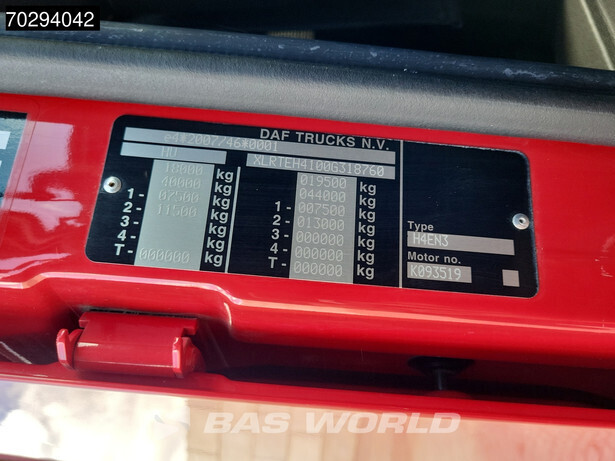 70294042
DAF TRUCKS N.V.
e4*2007/46*0001
NJ XLRTEH4100G318760
18000 kg 019500 kg
40000 kg 044000 kg
1- 07500 kg 1- 007500 kg
2- 11500 kg 2- 013000 kg
3- kg 3- 000000 kg
4- kg 4- 000000 kg
T- 000000 kg T- 000000 kg
Type
H4EN3
Motor no.
K093519
BAS WORLD